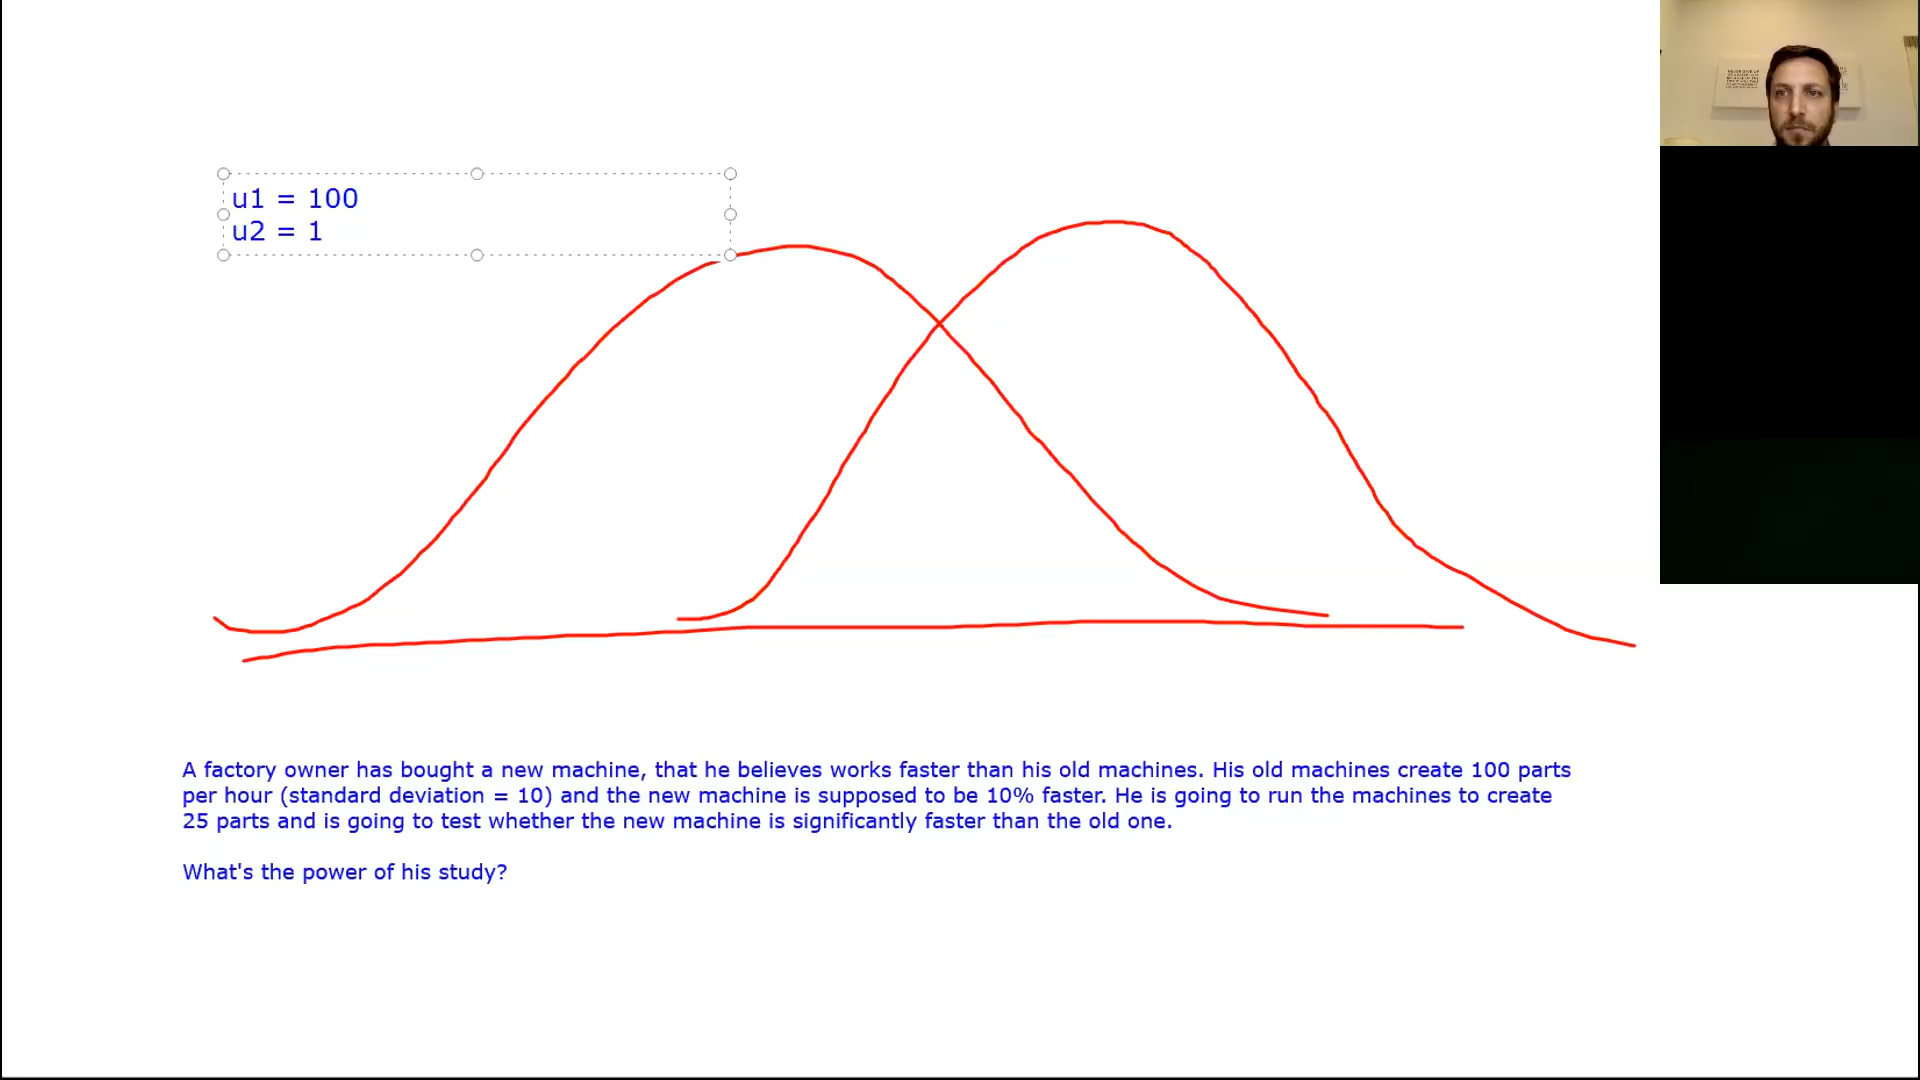 u1 = 100
u2 = 1
A factory owner has bought a new machine, that he believes works faster than his old machines. His old machines create 100 parts
per hour (standard deviation = 10) and the new machine is supposed to be 10% faster. He is going to run the machines to create
25 parts and is going to test whether the new machine is significantly faster than the old one.
What's the power of his study?